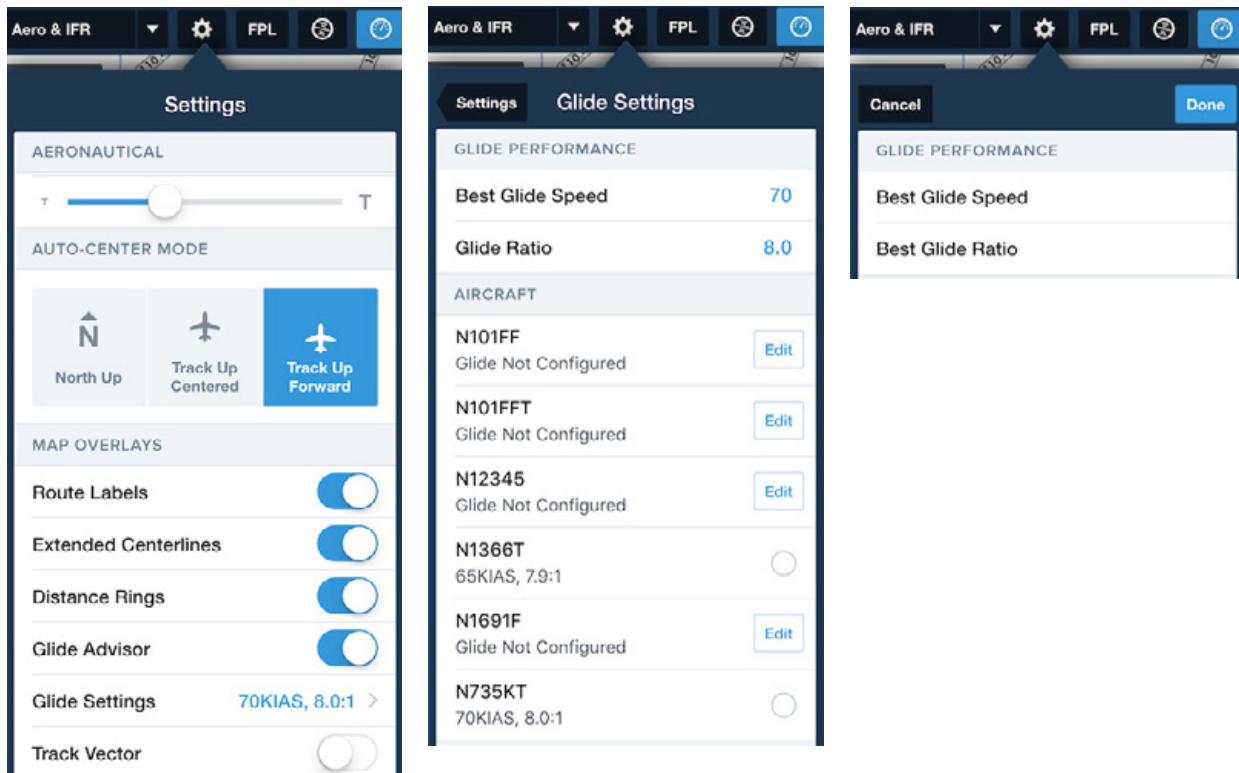 Aero & IFR
FPL
110.
Settings
AERONAUTICAL
T T
AUTO-CENTER MODE
N
North Up
Track Up
Centered
Track Up
Forward
MAP OVERLAYS
Route Labels
Extended Centerlines
Distance Rings
Glide Advisor
Glide Settings 70KIAS, 8.0:1 >
Track Vector
Aero & IFR
FPL
110.
Settings
Glide Settings
GLIDE PERFORMANCE
Best Glide Speed 70
Glide Ratio 8.0
AIRCRAFT
N101FF
Glide Not Configured
Edit
N101FFT
Glide Not Configured
Edit
N12345
Glide Not Configured
Edit
N1366T
65KIAS, 7.9:1
N1691F
Glide Not Configured
Edit
N735KT
70KIAS, 8.0:1
Aero & IFR
FPL
110.
Cancel
Done
GLIDE PERFORMANCE
Best Glide Speed
Best Glide Ratio